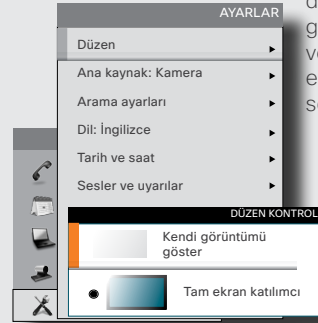 AYARLAR
Düzen
Ana kaynak: Kamera
Arama ayarları
Dil: İngilizce
Tarih ve saat
Sesler ve uyarılar
DÜZEN KONTROL
Kendi görüntümü
göster
Tam ekran katılımcı